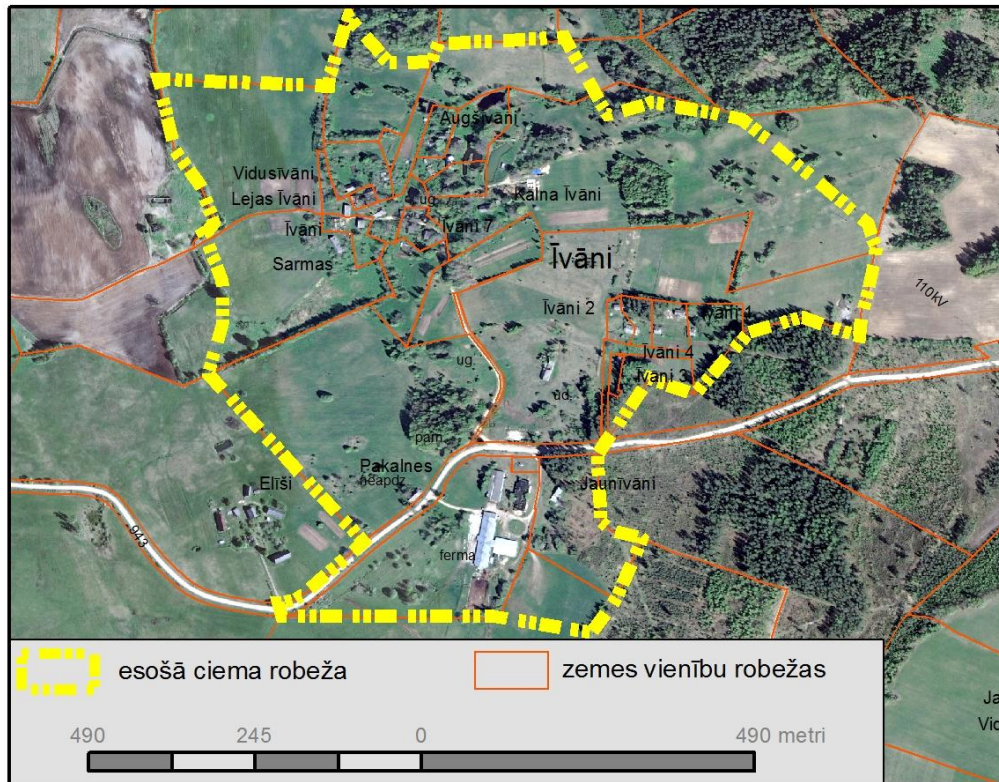 Augšīvāni
Vidusīvāni
Kalna Īvāni
Lejas Īvāni
ug.
Īvāni
Īvāni 7
Sarmas
Īvāni
110kV
Īvāni 2
Īvāni 1
Īvāni 4
ug.
Īvāni 3
ūd.
pam.
Pakalnes
neapdz.
Elīši
Jaunīvāni
943
ferma
esošā ciema robeža
zemes vienību robežas
490 245 0 490 metri